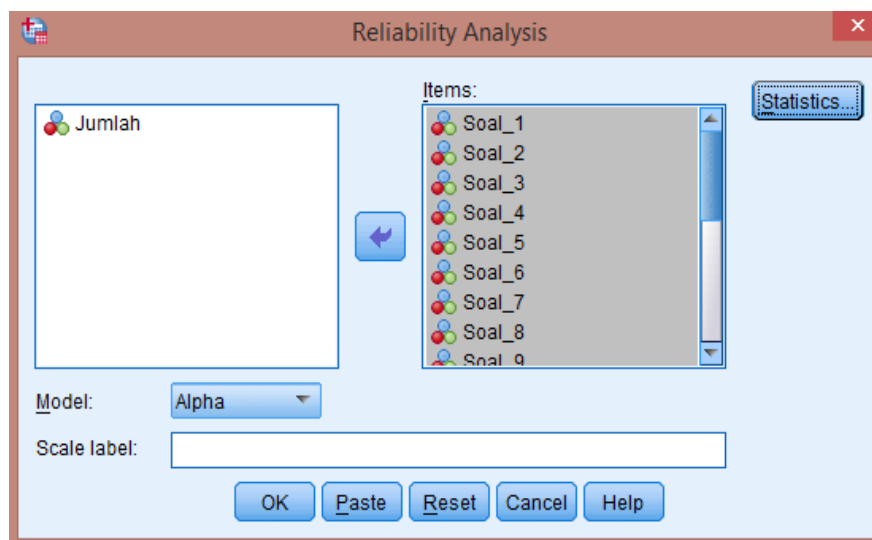 Reliability Analysis
Items:
Statistics...
Jumlah
Soal_1
Soal_2
Soal_3
Soal_4
Soal_5
Soal_6
Soal_7
Soal_8
Soal_9
Model:
Alpha
Scale label:
OK Paste Reset Cancel Help